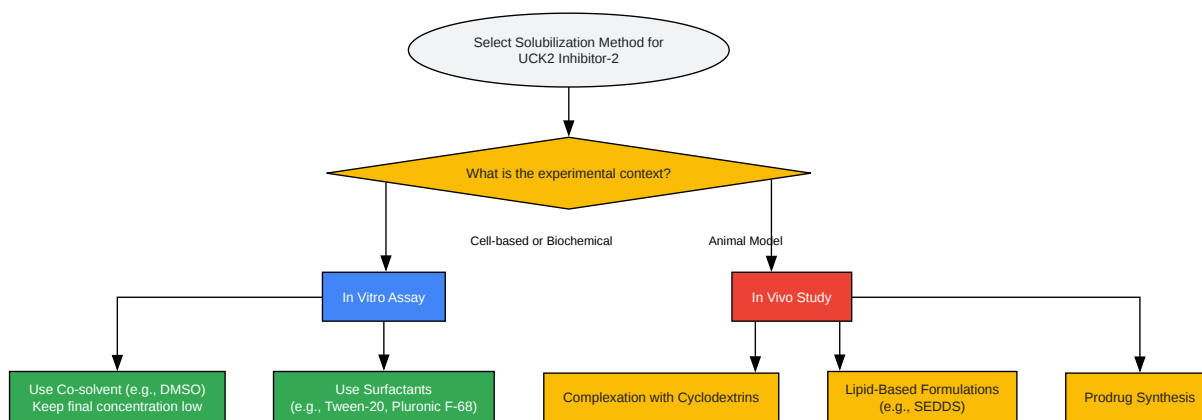 Select Solubilization Method for
UCK2 Inhibitor-2
What is the experimental context?
Cell-based or Biochemical
Animal Model
In Vitro Assay
In Vivo Study
Use Co-solvent (e.g., DMSO)
Keep final concentration low
Use Surfactants
(e.g., Tween-20, Pluronic F-68)
Complexation with Cyclodextrins
Lipid-Based Formulations
(e.g., SEDDS)
Prodrug Synthesis